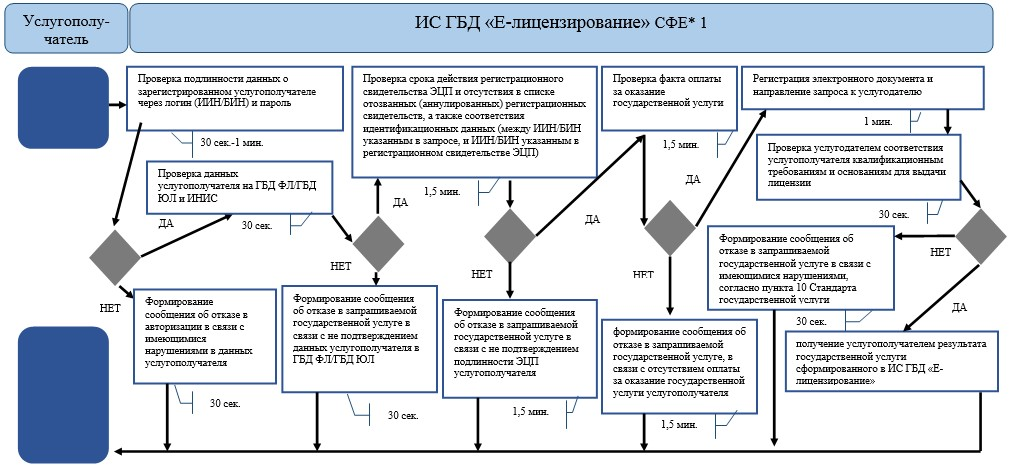 Услугополу-
чатель
ИС ГБД «Е-лицензирование» СФЕ* 1
Проверка подлинности данных о
зарегистрированном услугополучателе
через логин (ИИН/БИН) и пароль
30 сек.-1 мин.
Проверка данных
услугополучателя на ГБД ФЛ/ГБД
ЮЛ и ИНИС
30 сек.
ДА
НЕТ
Формирование
сообщения об отказе в
авторизации в связи с
имеющимися
нарушениями в данных
услугополучателя
30 сек.
Проверка срока действия регистрационного
свидетельства ЭЦП и отсутствия в списке
отозванных (аннулированных) регистрационных
свидетельств, а также соответствия
идентификационных данных (между ИИН/БИН
указанным в запросе, и ИИН/БИН указанным в
регистрационном свидетельстве ЭЦП)
1,5 мин.
ДА
НЕТ
Формирование сообщения
об отказе в запрашиваемой
государственной услуге в
связи с не подтверждением
данных услугополучателя в
ГБД ФЛ/ГБД ЮЛ
30 сек.
Проверка факта оплаты
за оказание
государственной услуги
1,5 мин.
ДА
НЕТ
Формирование сообщения
об отказе в запрашиваемой
государственной услуге в
связи с не подтверждением
подлинности ЭЦП
услугополучателя
1,5 мин.
Регистрация электронного документа и
направление запроса к услугодателю
1 мин.
ДА
НЕТ
формирование сообщения об
отказе в запрашиваемой
государственной услуге, в
связи с отсутствием оплаты
за оказание государственной
услуги услугополучателя
1,5 мин.
Проверка услугодателем соответствия
услугополучателя квалификационным
требованиям и основаниям для выдачи
лицензии
30 сек.
НЕТ
Формирование сообщения об
отказе в запрашиваемой
государственной услуге в связи с
имеющимися нарушениями,
согласно пункта 10 Стандарта
государственной услуги
30 сек.
ДА
получение услугополучателем результата
государственной услуги
сформированного в ИС ГБД «Е-
лицензирование»